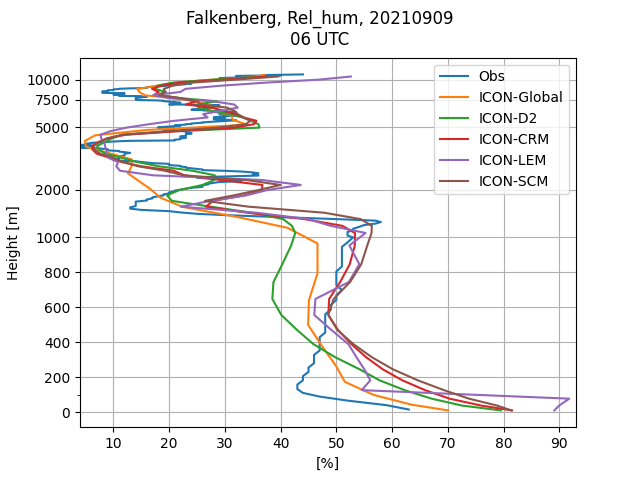 Falkenberg, Rel_hum, 20210909
06 UTC
Obs
ICON-Global
ICON-D2
ICON-CRM
ICON-LEM
ICON-SCM
Height [m]
10000
7500
5000
2000
1000
800
600
400
200
0
10 20 30 40 50 60 70 80 90
[%]